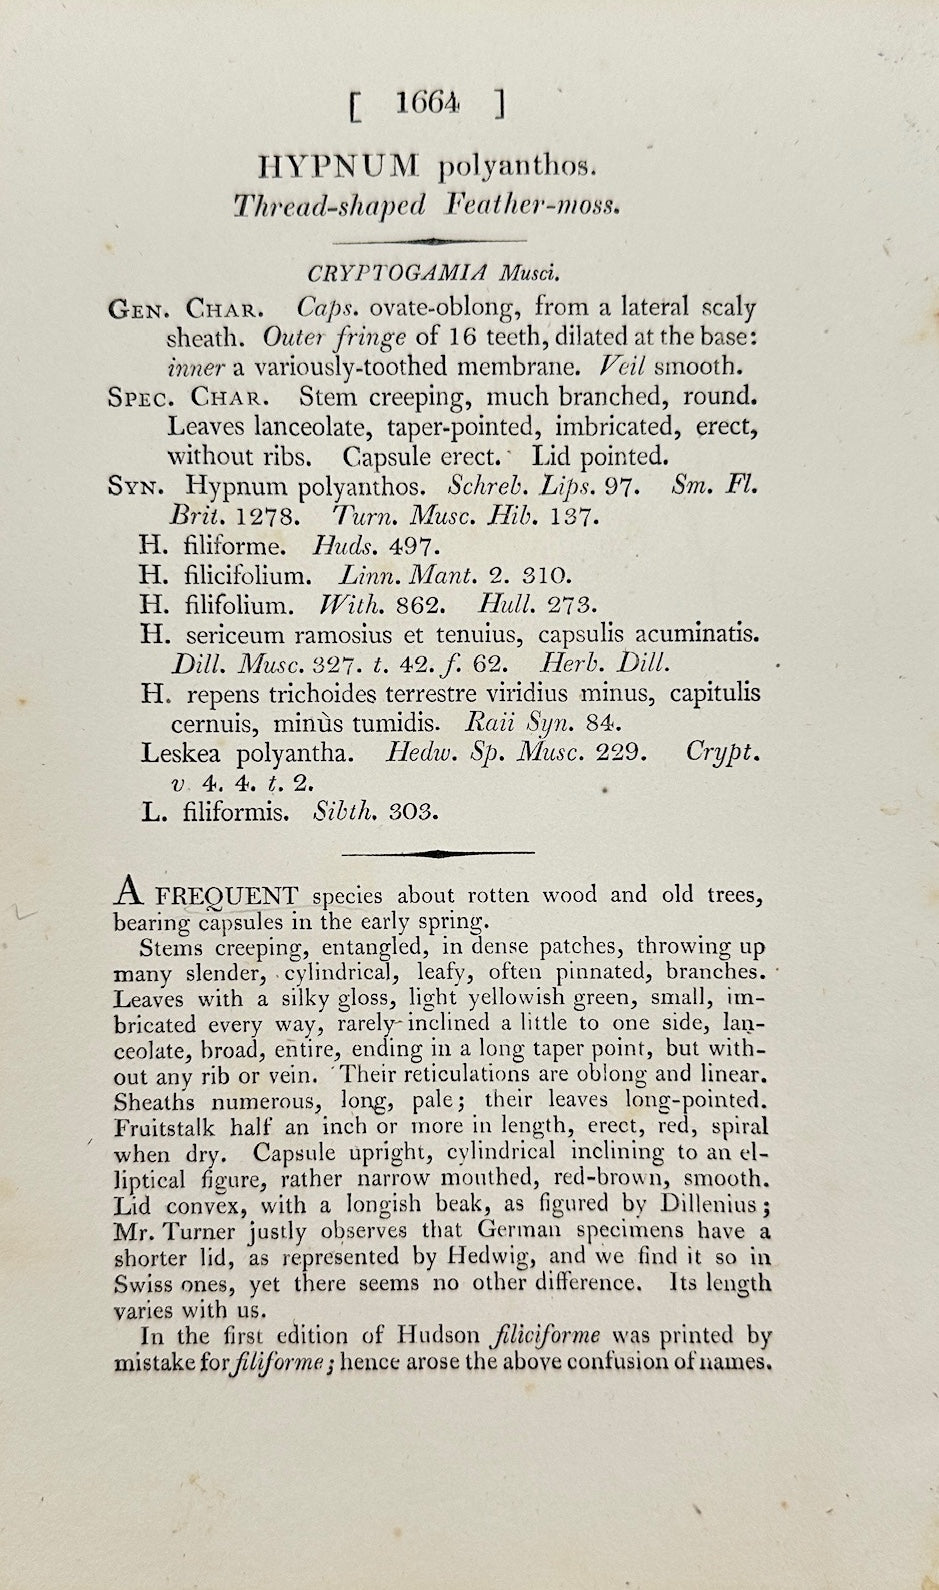 [ 1664 ]
HYPNUM polyanthos.
Thread-shaped Feather-moss.
CRYPTOGAMIA Musci.
GEN. CHAR. Caps. ovate-oblong, from a lateral scaly
sheath. Outer fringe of 16 teeth, dilated at the base:
inner a variously-toothed membrane. Veil smooth.
SPEC. CHAR. Stem creeping, much branched, round.
Leaves lanceolate, taper-pointed, imbricated, erect,
without ribs. Capsule erect. Lid pointed.
SYN. Hypnum polyanthos. Schreb. Lips. 97. Sm. Fl.
Brit. 1278. Turn. Musc. Hib. 137.
H. filiforme. Huds. 497.
H. filicifolium. Linn. Mant. 2. 310.
H. filifolium. With. 862. Hull. 273.
H. sericeum ramosius et tenuius, capsulis acuminatis.
Dill. Musc. 327. t. 42. f. 62. Herb. Dill.
H. repens trichoides terrestre viridius minus, capitulis
cernuis, minùs tumidis. Raii Syn. 84.
Leskea polyantha. Hedw. Sp. Musc. 229. Crypt.
v. 4. 4. t. 2.
L. filiformis. Sibth. 303.
A FREQUENT species about rotten wood and old trees,
bearing capsules in the early spring.
Stems creeping, entangled, in dense patches, throwing up
many slender, cylindrical, leafy, often pinnated, branches.
Leaves with a silky gloss, light yellowish green, small, im-
bricated every way, rarely inclined a little to one side, lan-
ceolate, broad, entire, ending in a long taper point, but with-
out any rib or vein. Their reticulations are oblong and linear.
Sheaths numerous, long, pale; their leaves long-pointed.
Fruitstalk half an inch or more in length, erect, red, spiral
when dry. Capsule upright, cylindrical inclining to an el-
liptical figure, rather narrow mouthed, red-brown, smooth.
Lid convex, with a longish beak, as figured by Dillenius;
Mr. Turner justly observes that German specimens have a
shorter lid, as represented by Hedwig, and we find it so in
Swiss ones, yet there seems no other difference. Its length
varies with us.
In the first edition of Hudson filiciforme was printed by
mistake for filiforme; hence arose the above confusion of names.